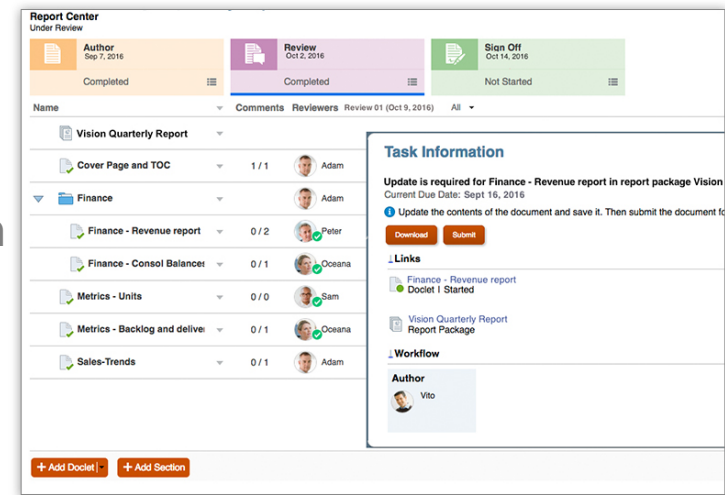 Report Center
Under Review
Author
Sep 7, 2016
Completed
Review
Oct 2, 2016
Completed
Sign Off
Oct 14, 2016
Not Started
Name Comments Reviewers Review 01 (Oct 9, 2016) All
Vision Quarterly Report
Cover Page and TOC 1 / 1 Adam
Finance Adam
Finance - Revenue report 0 / 2 Peter
Finance - Consol Balances 0 / 1 Oceana
Metrics - Units 0 / 0 Sam
Metrics - Backlog and deliver 0 / 1 Oceana
Sales-Trends 0 / 1 Adam
+ Add Doclet
+ Add Section
Task Information
Update is required for Finance - Revenue report in report package Vision
Current Due Date: Sept 16, 2016
Update the contents of the document and save it. Then submit the document fo
Download Submit
Links
Finance - Revenue report
Doclet | Started
Vision Quarterly Report
Report Package
Workflow
Author
Vito